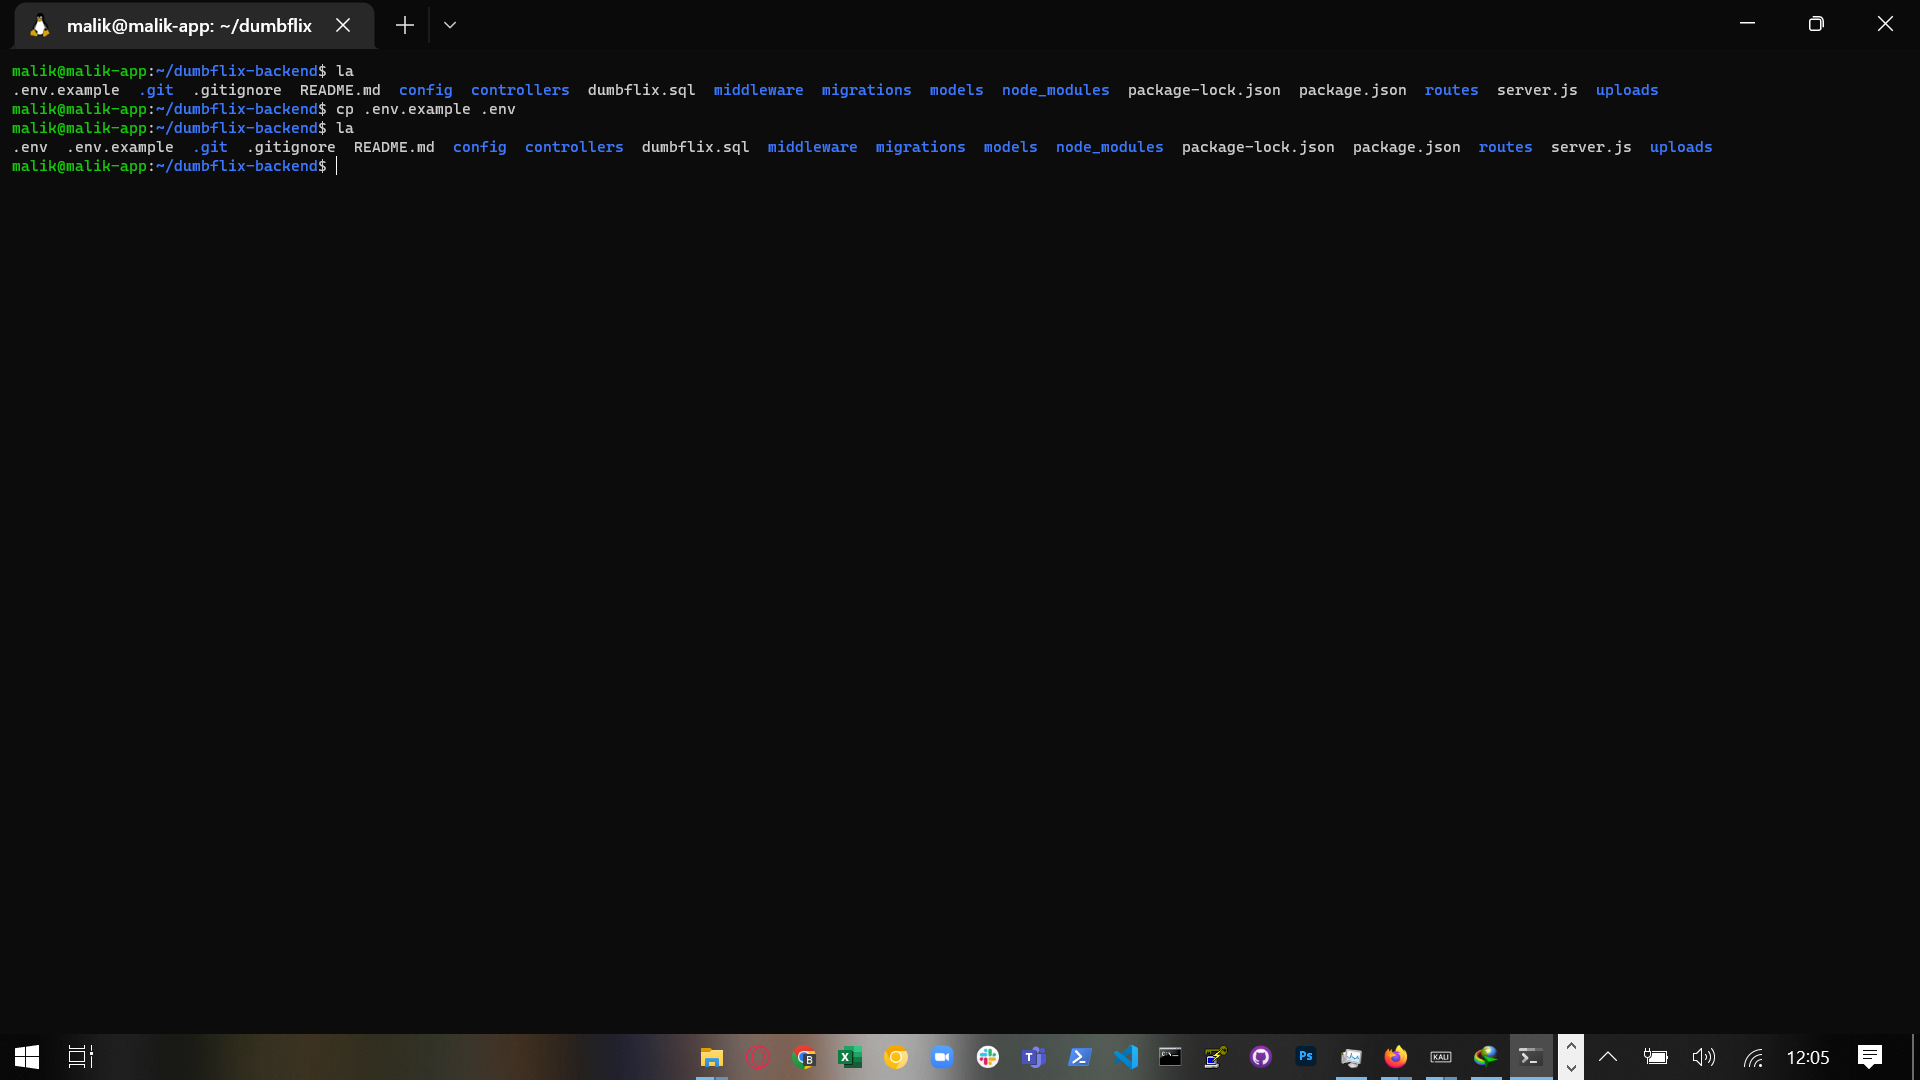 malik@malik-app: ~/dumbflix
malik@malik-app:~/dumbflix-backend$ la
.env.example .git .gitignore README.md config controllers dumbflix.sql middleware migrations models node_modules package-lock.json package.json routes server.js uploads
malik@malik-app:~/dumbflix-backend$ cp .env.example .env
malik@malik-app:~/dumbflix-backend$ la
.env .env.example .git .gitignore README.md config controllers dumbflix.sql middleware migrations models node_modules package-lock.json package.json routes server.js uploads
malik@malik-app:~/dumbflix-backend$
B
Ps
KALI
12:05